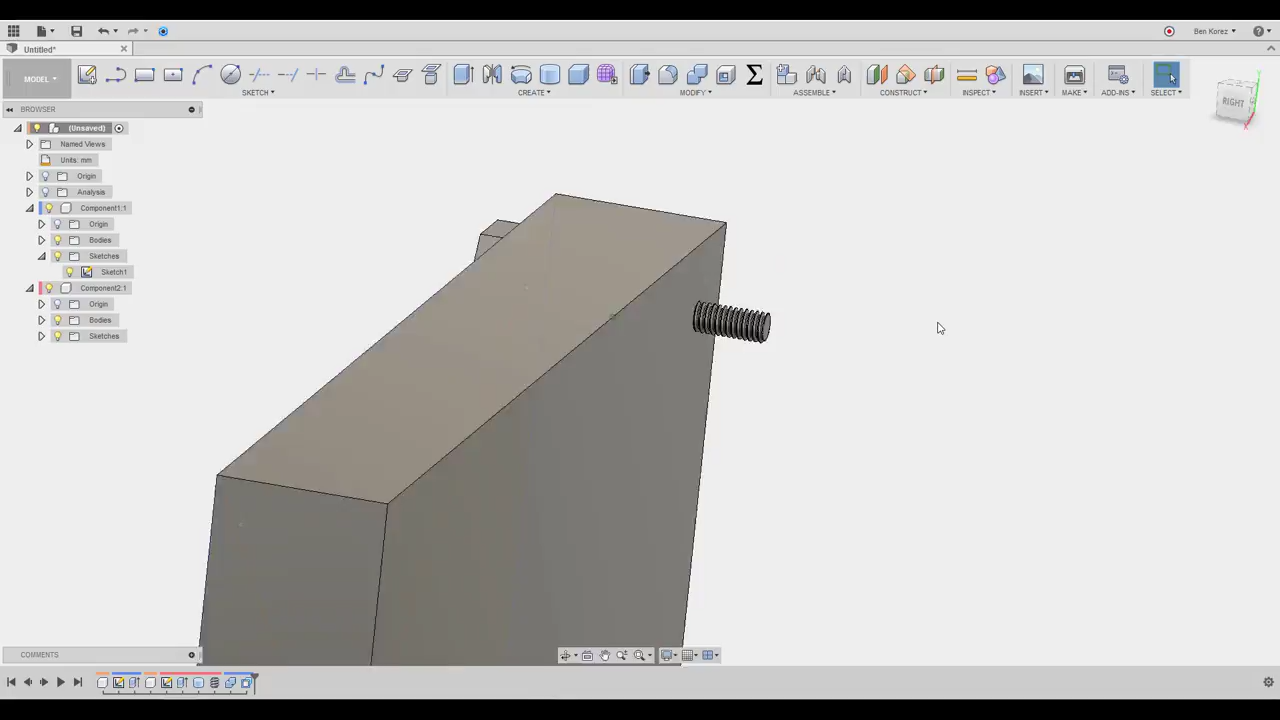 Ben Korez
Untitled*
MODEL
SKETCH
CREATE
MODIFY
ASSEMBLE
CONSTRUCT
INSPECT
INSERT
MAKE
ADD-INS
SELECT
RIGHT
BROWSER
(Unsaved)
Named Views
Units: mm
Origin
Analysis
Component1:1
Origin
Bodies
Sketches
Sketch1
Component2:1
Origin
Bodies
Sketches
COMMENTS